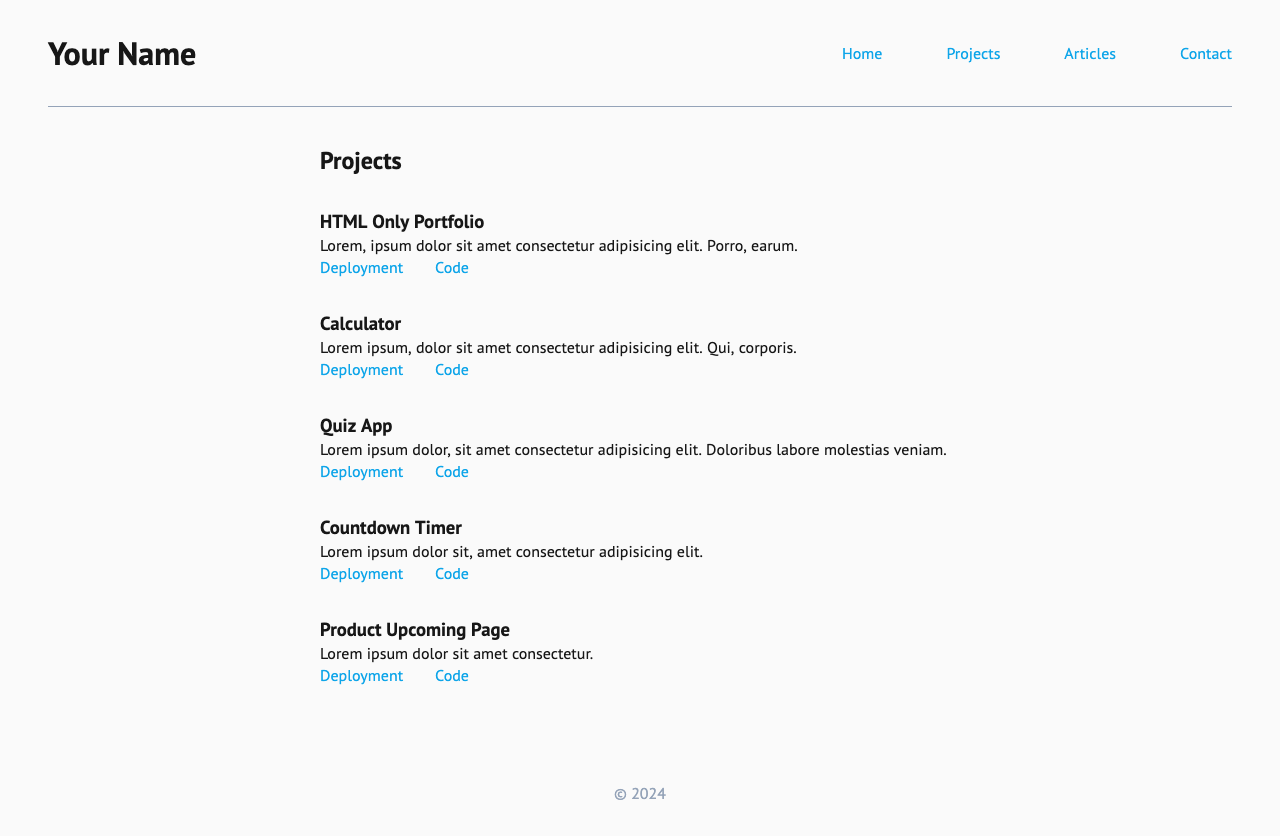 Your Name
Home Projects Articles Contact
Projects
HTML Only Portfolio
Lorem, ipsum dolor sit amet consectetur adipisicing elit. Porro, earum.
Deployment Code
Calculator
Lorem ipsum, dolor sit amet consectetur adipisicing elit. Qui, corporis.
Deployment Code
Quiz App
Lorem ipsum dolor, sit amet consectetur adipisicing elit. Doloribus labore molestias veniam.
Deployment Code
Countdown Timer
Lorem ipsum dolor sit, amet consectetur adipisicing elit.
Deployment Code
Product Upcoming Page
Lorem ipsum dolor sit amet consectetur.
Deployment Code
© 2024